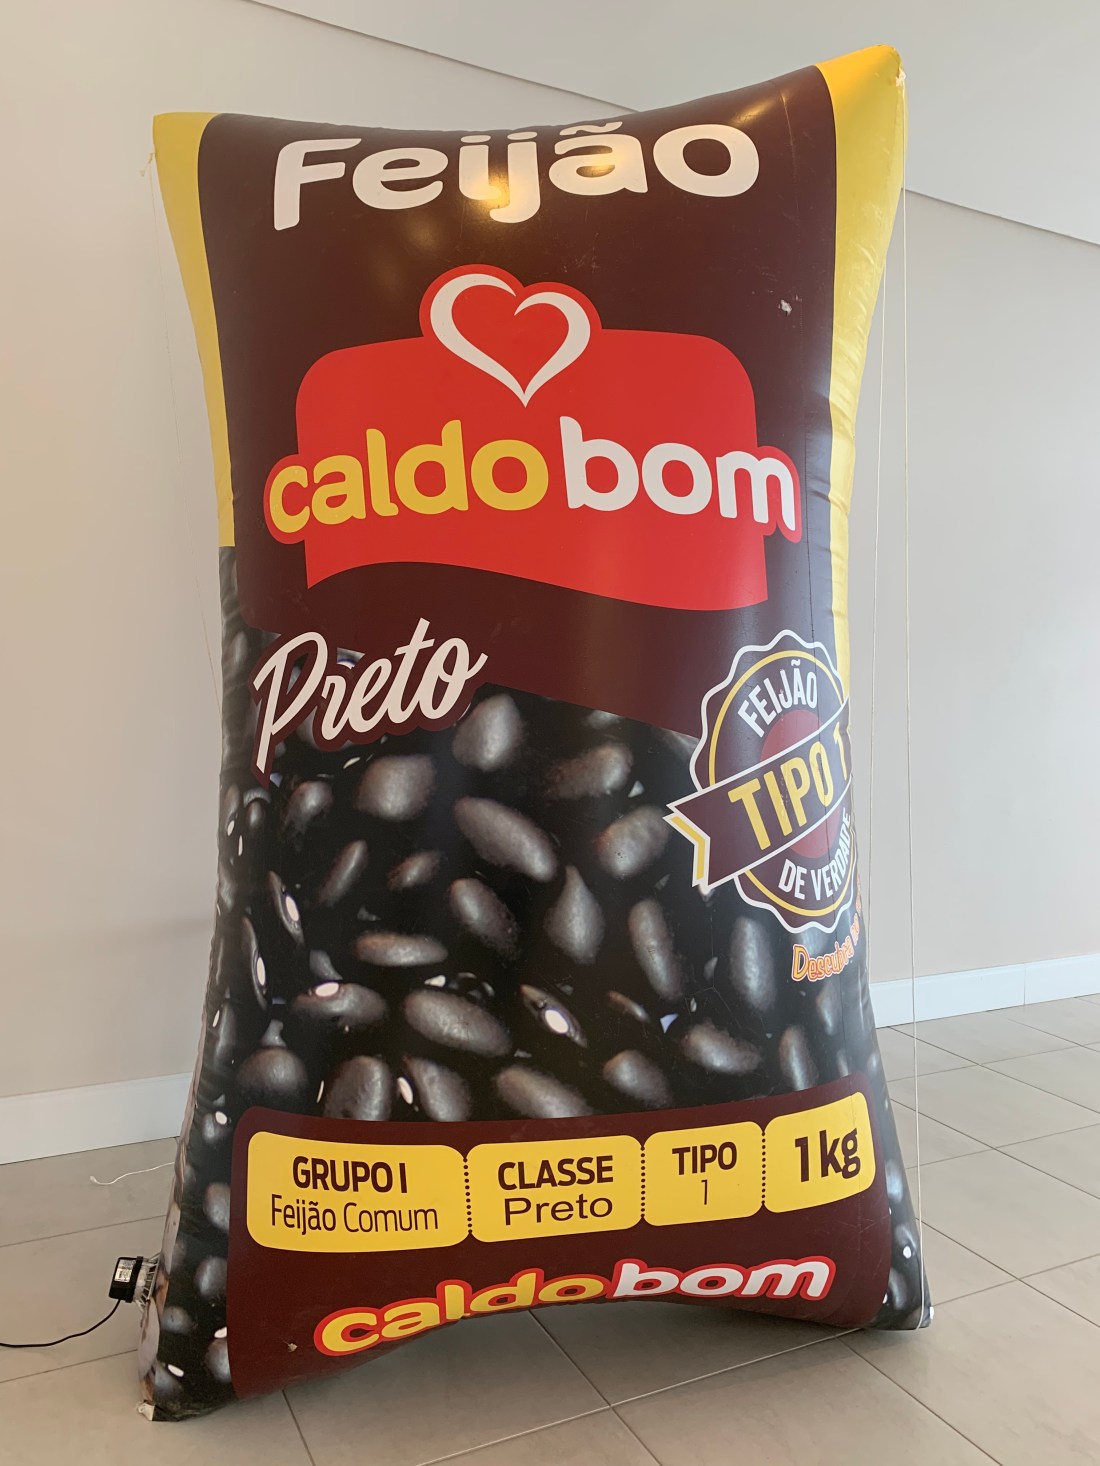 Feijão
caldo bom
Preto
FEIJÃO
TIPO 1
DE VERDADE
Descubra
GRUPO I
Feijão Comum
CLASSE
Preto
TIPO
1
1kg
caldo bom